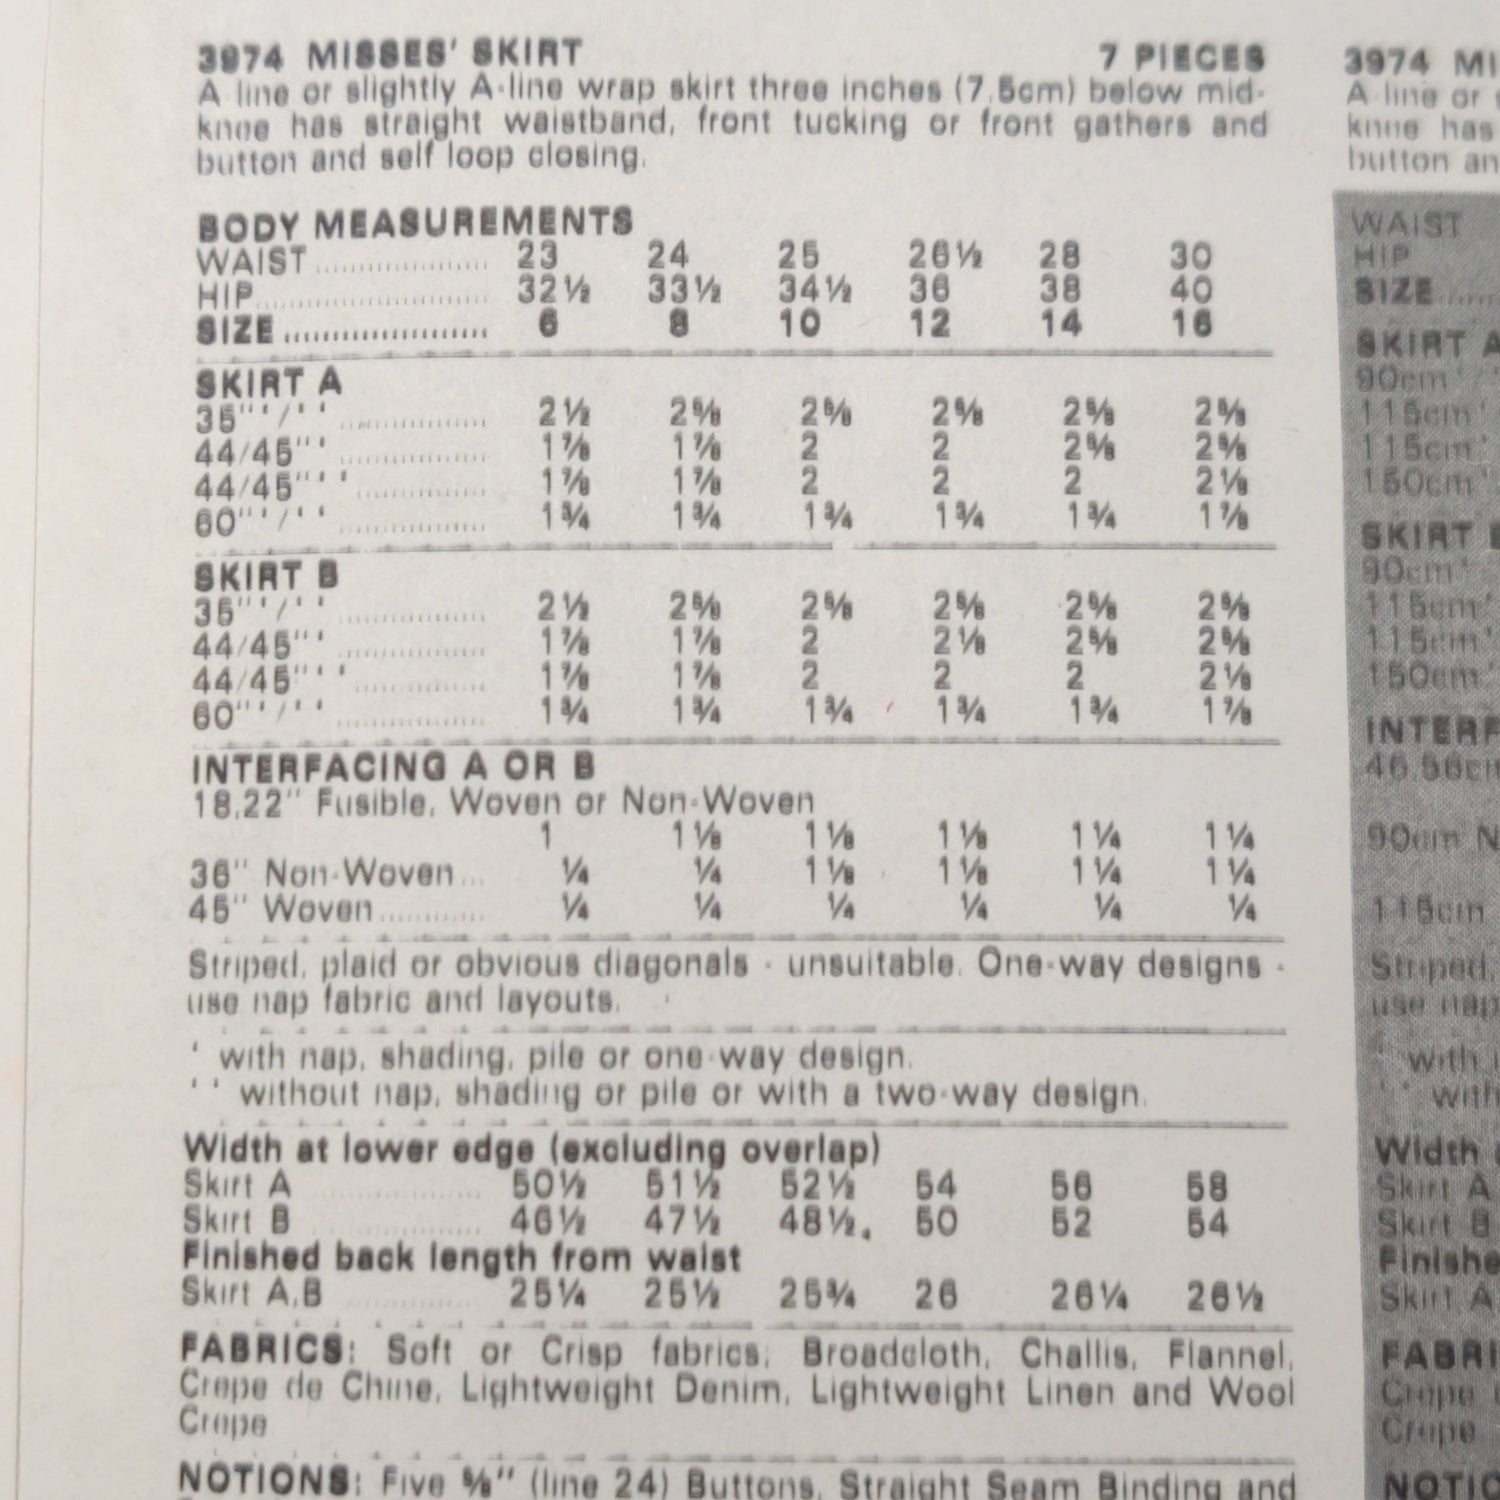 3974 MISSES' SKIRT 7 PIECES
A-line or slightly A-line wrap skirt three inches (7.5cm) below mid-
knee has straight waistband, front tucking or front gathers and
button and self loop closing.
BODY MEASUREMENTS
WAIST 23 24 25 26½ 28 30
HIP 32½ 33½ 34½ 36 38 40
SIZE 6 8 10 12 14 16
SKIRT A
35"*/** 2½ 2⅝ 2⅝ 2⅝ 2⅝ 2⅝
44/45"* 1⅞ 1⅞ 2 2 2⅝ 2⅝
44/45"** 1⅞ 1⅞ 2 2 2 2⅛
60"*/** 1¾ 1¾ 1¾ 1¾ 1¾ 1⅞
SKIRT B
35"*/** 2½ 2⅝ 2⅝ 2⅝ 2⅝ 2⅝
44/45"* 1⅞ 1⅞ 2 2⅛ 2⅝ 2⅝
44/45"** 1⅞ 1⅞ 2 2 2 2⅛
60"*/** 1¾ 1¾ 1¾ 1¾ 1¾ 1⅞
INTERFACING A OR B
18,22" Fusible, Woven or Non-Woven
1 1⅛ 1⅛ 1⅛ 1¼ 1¼
36" Non-Woven ¼ ¼ 1⅛ 1⅛ 1¼ 1¼
45" Woven ¼ ¼ ¼ ¼ ¼ ¼
Striped, plaid or obvious diagonals - unsuitable. One-way designs -
use nap fabric and layouts.
* with nap, shading, pile or one-way design.
** without nap, shading or pile or with a two-way design.
Width at lower edge (excluding overlap)
Skirt A 50½ 51½ 52½ 54 56 58
Skirt B 46½ 47½ 48½ 50 52 54
Finished back length from waist
Skirt A,B 25¼ 25½ 25¾ 26 26¼ 26½
FABRICS: Soft or Crisp fabrics; Broadcloth, Challis, Flannel,
Crepe de Chine, Lightweight Denim, Lightweight Linen and Wool
Crepe
NOTIONS: Five ⅝" (line 24) Buttons, Straight Seam Binding and
3974
A-line or
knee has
button
WAIST
HIP
SIZE
SKIRT A
90cm
115cm*
115cm*
150cm*
SKIRT
90cm*
115cm*
115cm*
150cm*
90cm
115cm
Striped,
use nap
with
Width
Skirt A
Skirt B
Skirt A
Crepe
Crepe